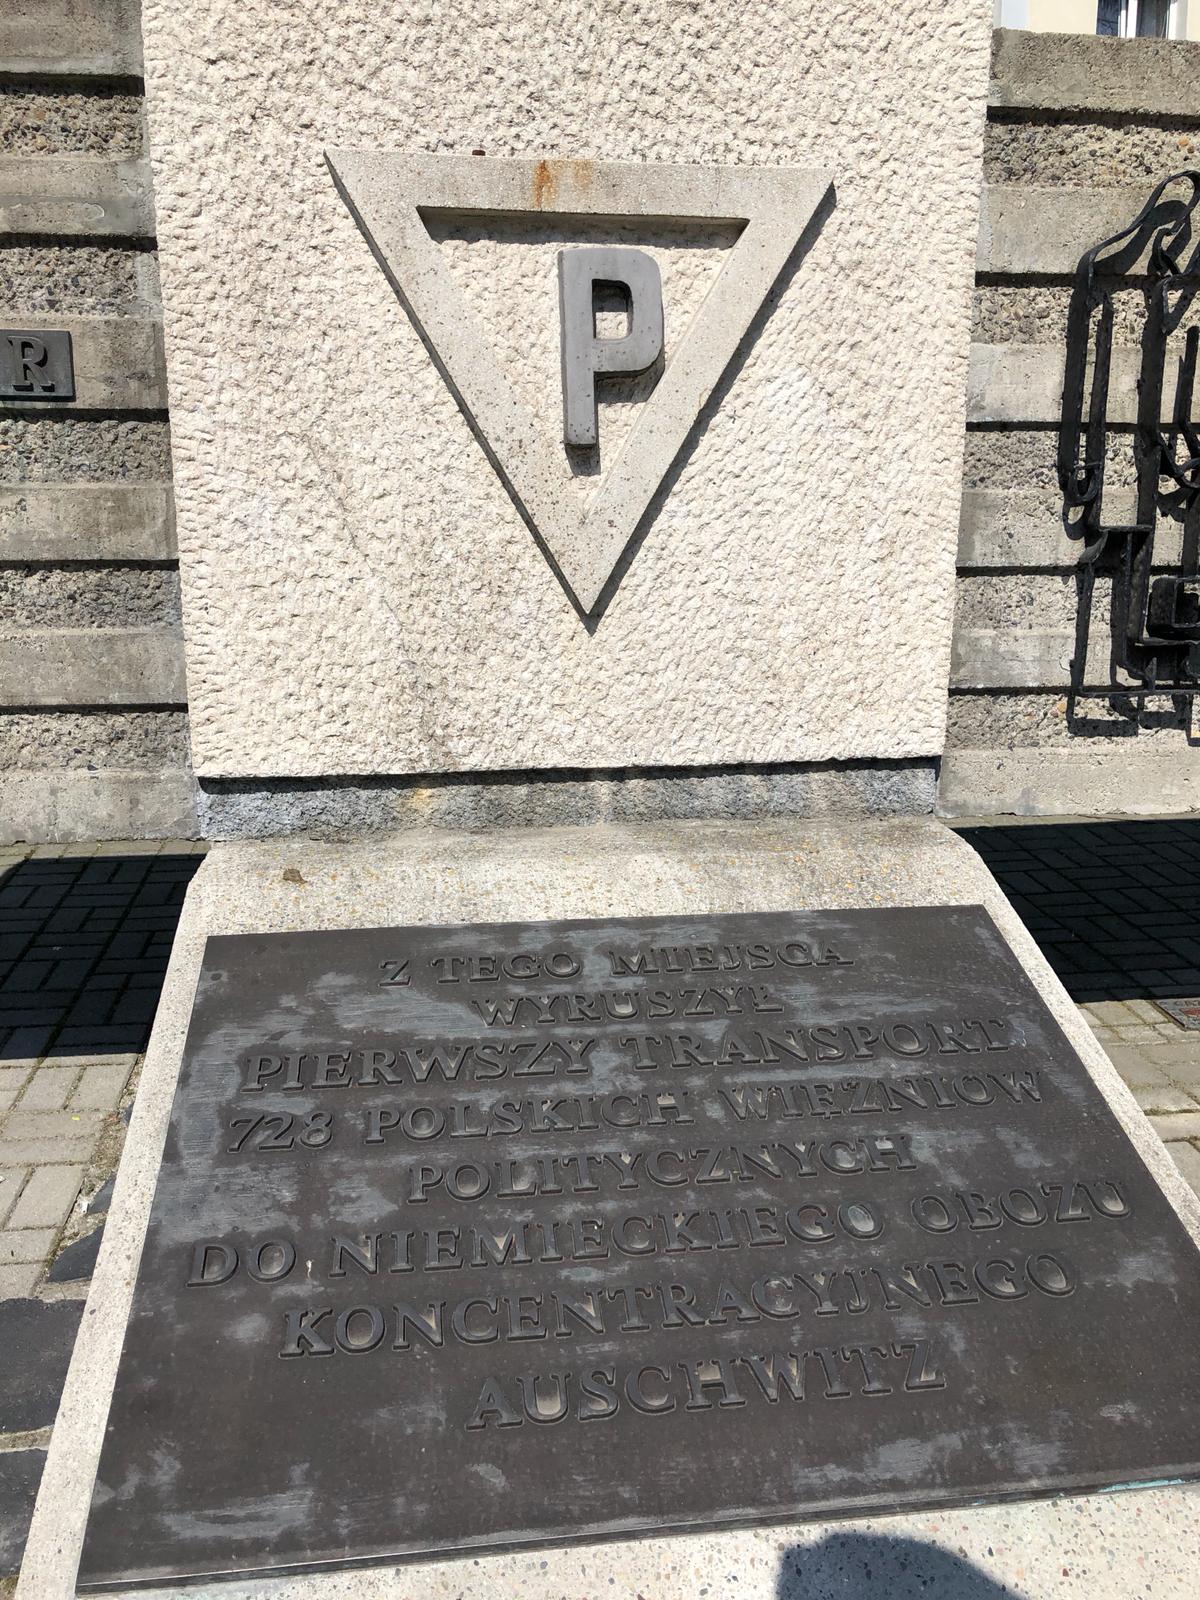 P
R
Z TEGO MIEJSCA
WYRUSZYŁ
PIERWSZY TRANSPORT
728 POLSKICH WIĘŹNIÓW
POLITYCZNYCH
DO NIEMIECKIEGO OBOZU
KONCENTRACYJNEGO
AUSCHWITZ